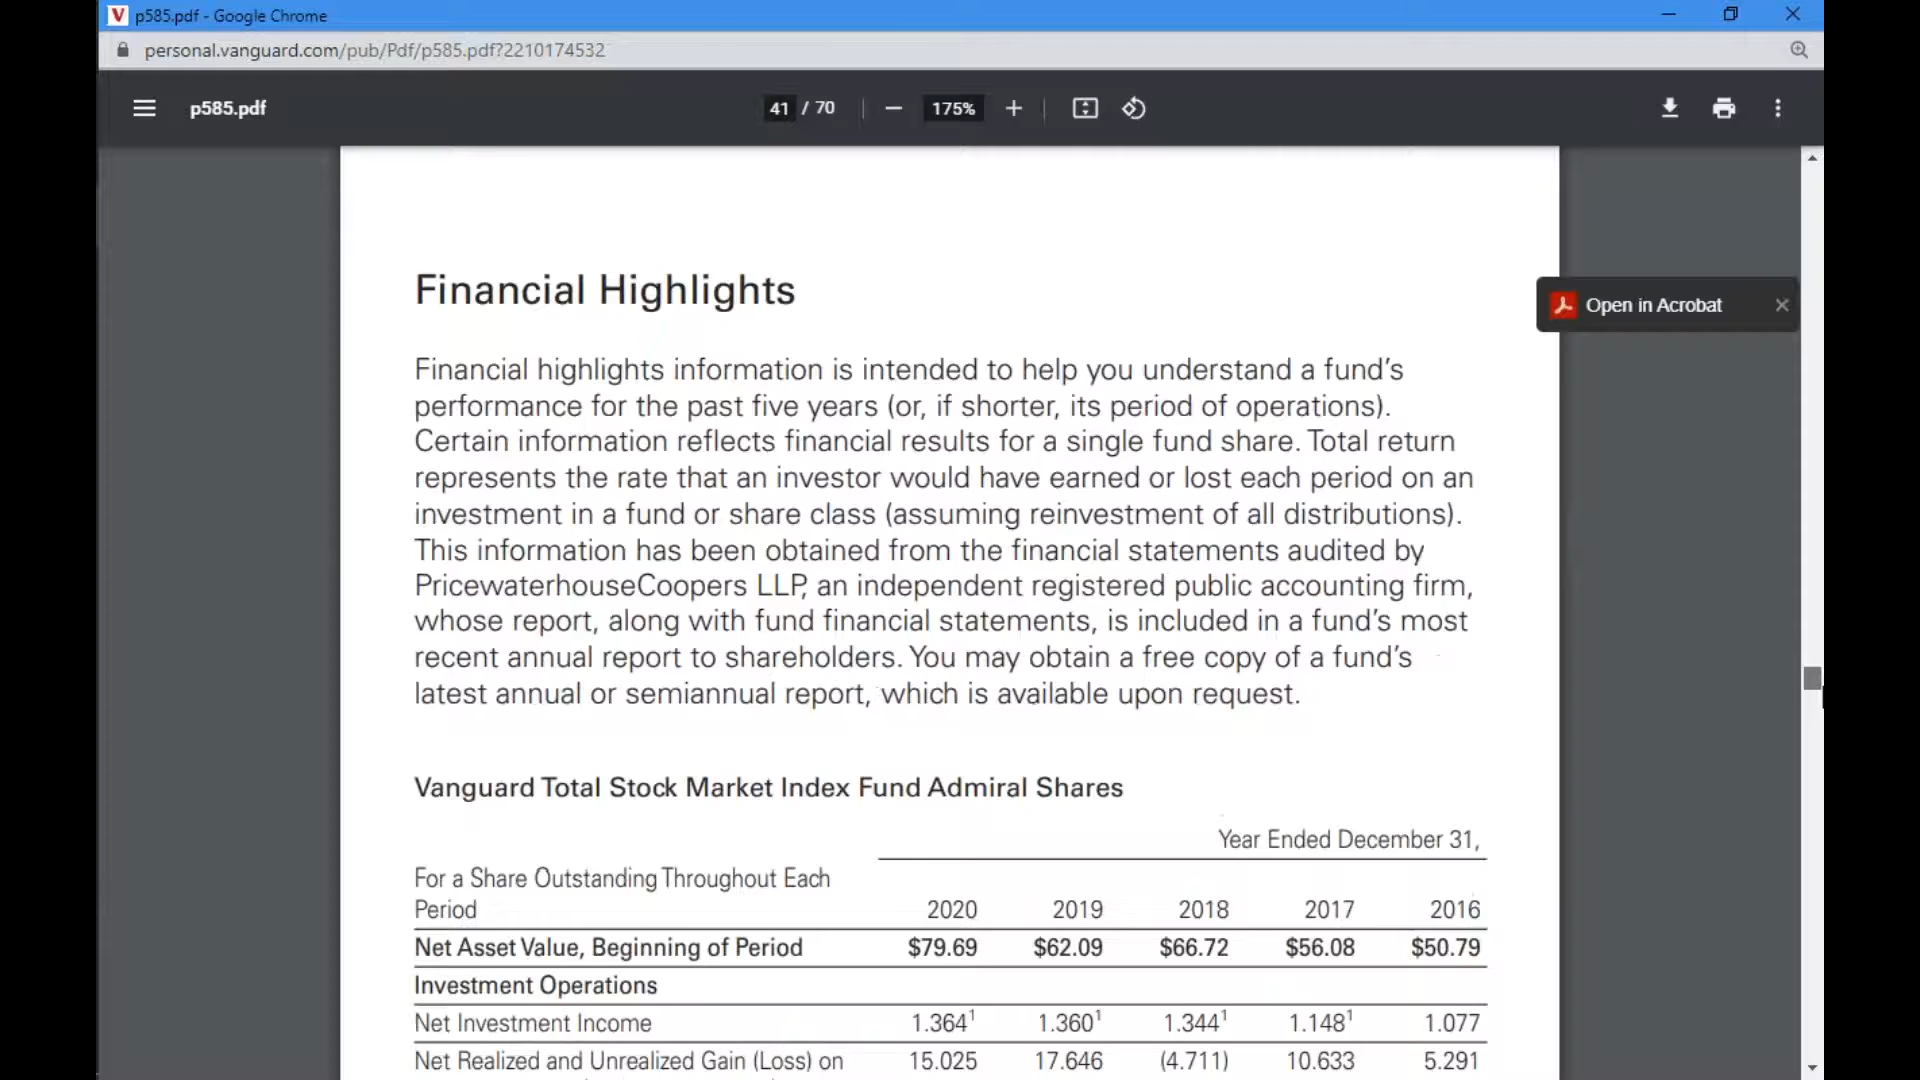 V p585.pdf - Google Chrome
personal.vanguard.com/pub/Pdf/p585.pdf?2210174532
p585.pdf 41 / 70 − 175% +
Financial Highlights
Open in Acrobat
Financial highlights information is intended to help you understand a fund's
performance for the past five years (or, if shorter, its period of operations).
Certain information reflects financial results for a single fund share. Total return
represents the rate that an investor would have earned or lost each period on an
investment in a fund or share class (assuming reinvestment of all distributions).
This information has been obtained from the financial statements audited by
PricewaterhouseCoopers LLP, an independent registered public accounting firm,
whose report, along with fund financial statements, is included in a fund's most
recent annual report to shareholders. You may obtain a free copy of a fund's
latest annual or semiannual report, which is available upon request.
Vanguard Total Stock Market Index Fund Admiral Shares
Year Ended December 31,
For a Share Outstanding Throughout Each
Period 2020 2019 2018 2017 2016
Net Asset Value, Beginning of Period $79.69 $62.09 $66.72 $56.08 $50.79
Investment Operations
Net Investment Income 1.364¹ 1.360¹ 1.344¹ 1.148¹ 1.077
Net Realized and Unrealized Gain (Loss) on 15.025 17.646 (4.711) 10.633 5.291